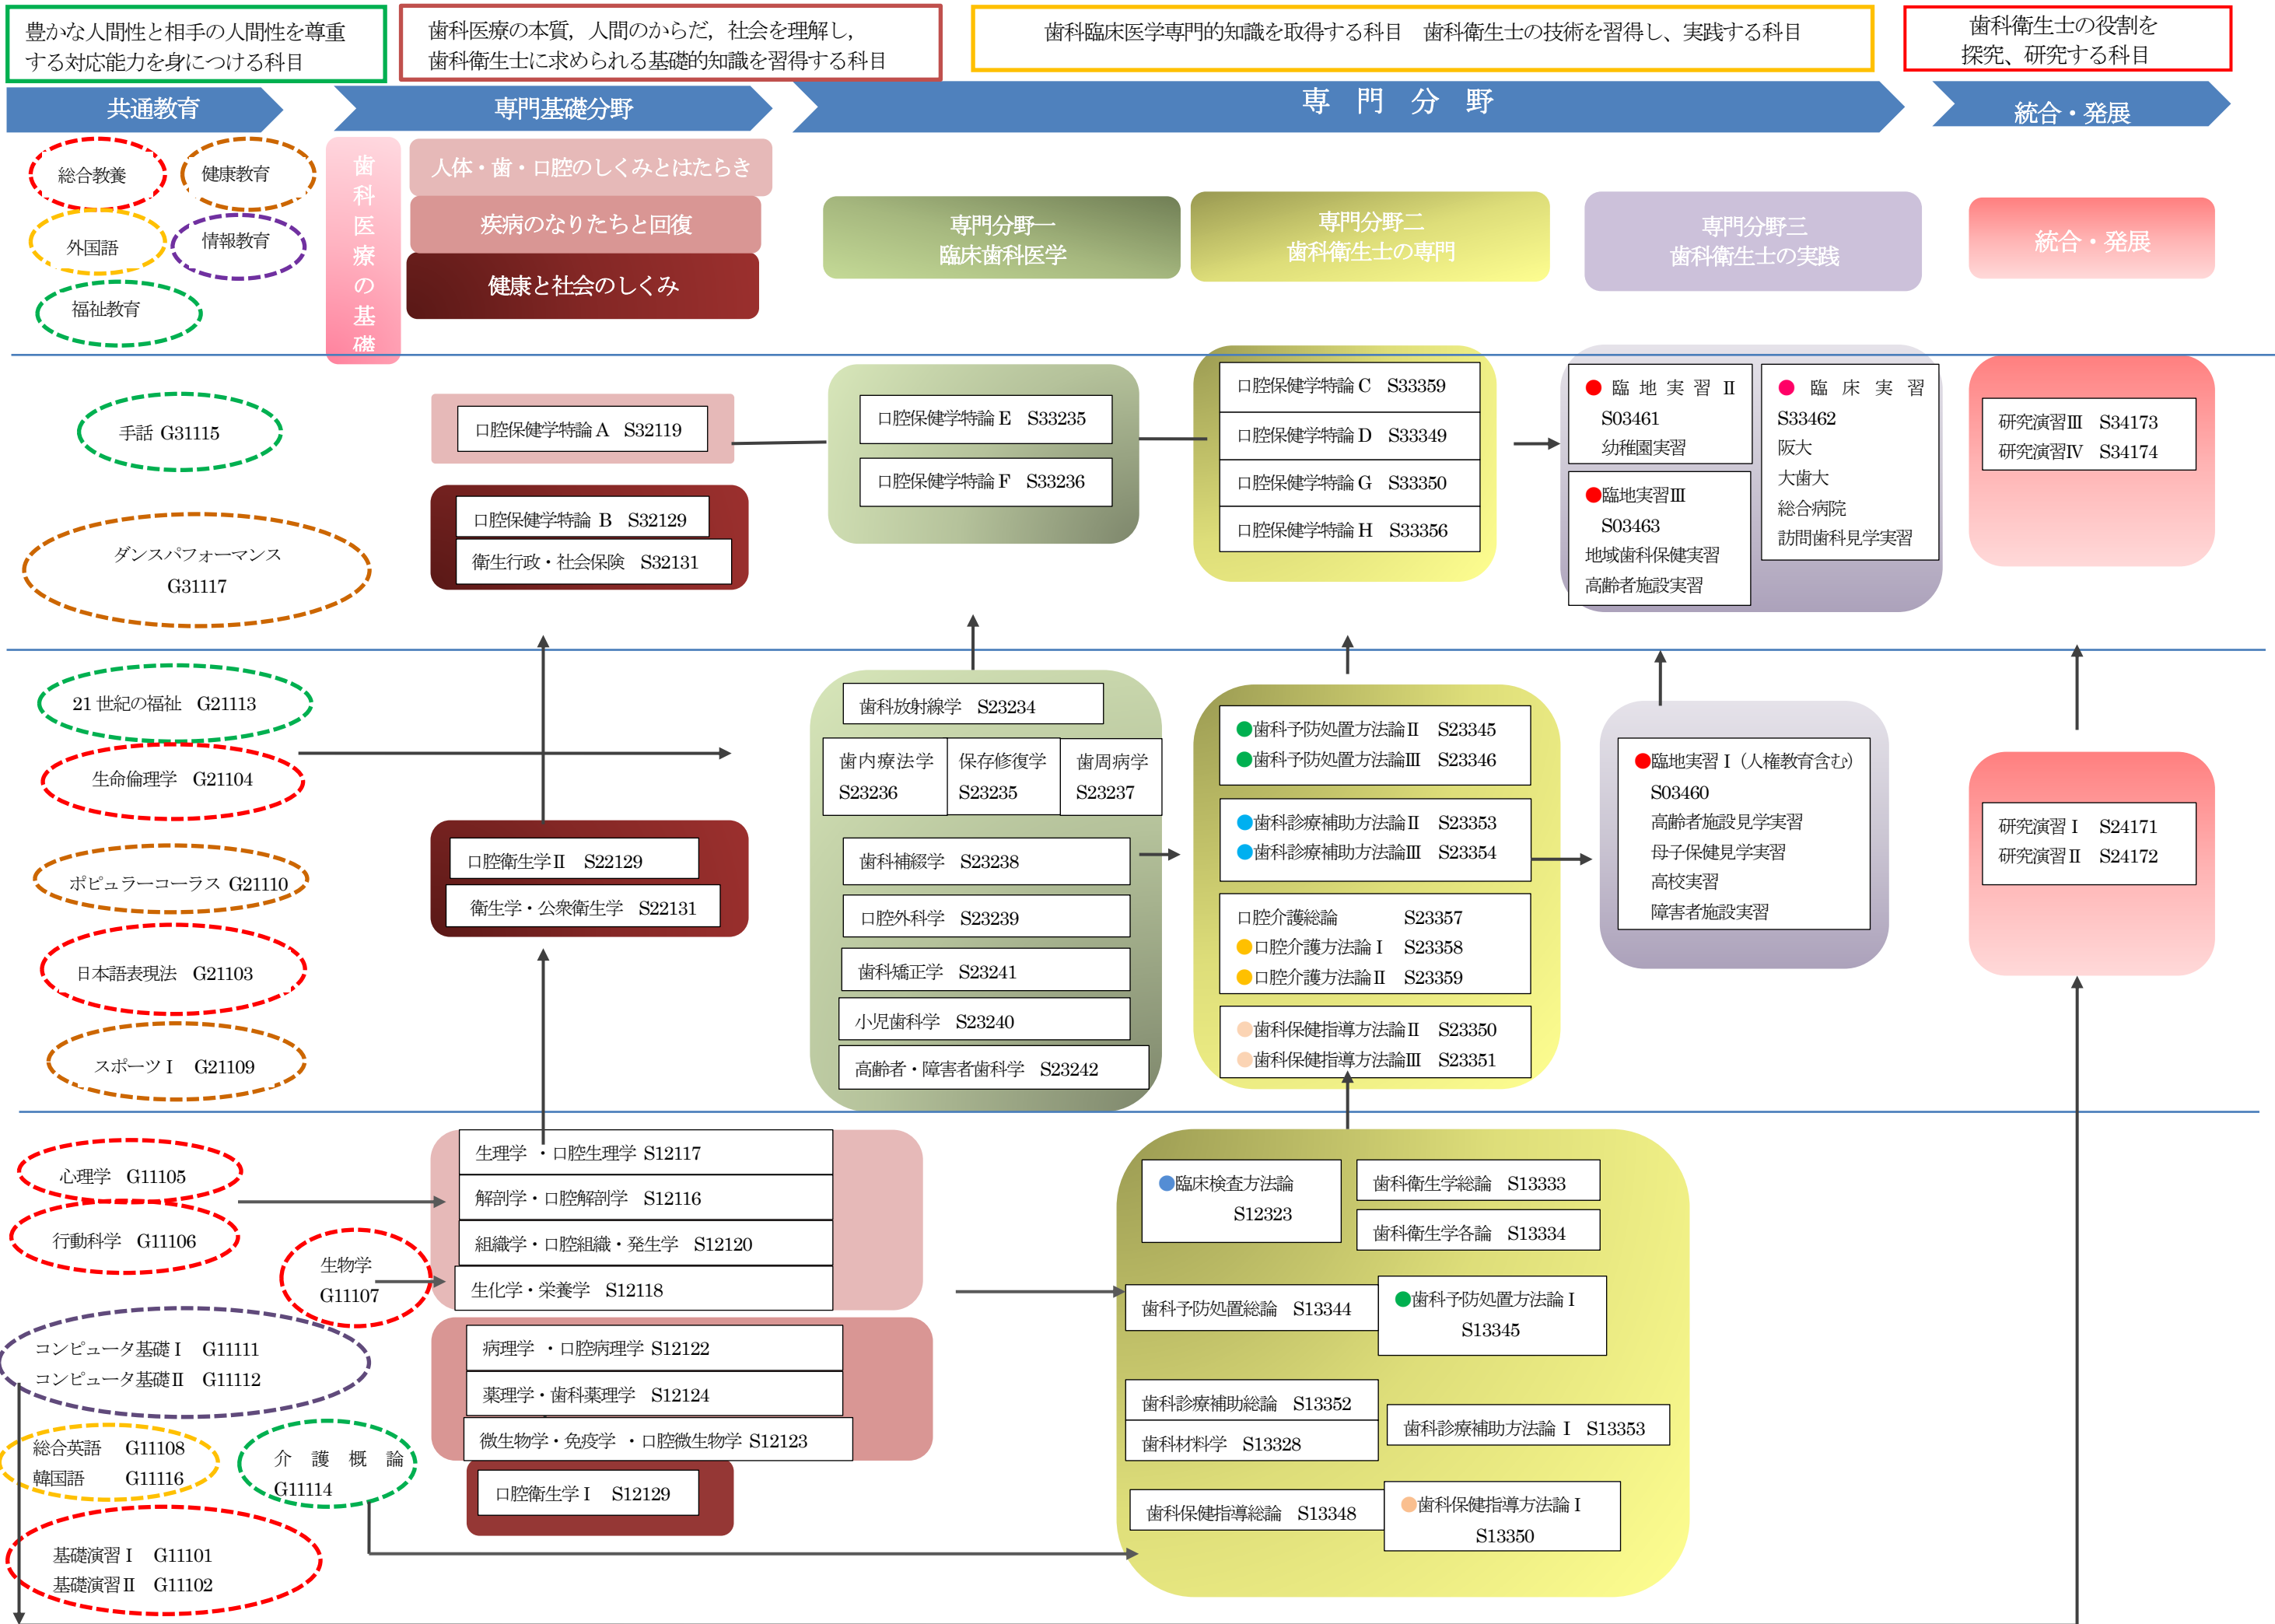 豊かな人間性と相手の人間性を尊重
する対応能力を身につける科目
歯科医療の本質，人間のからだ，社会を理解し，
歯科衛生士に求められる基礎的知識を習得する科目
歯科臨床医学専門的知識を取得する科目　歯科衛生士の技術を習得し、実践する科目
歯科衛生士の役割を
探究、研究する科目
共通教育
専門基礎分野
専 門 分 野
統合・発展
総合教養
健康教育
外国語
情報教育
福祉教育
歯科医療の基礎
人体・歯・口腔のしくみとはたらき
疾病のなりたちと回復
健康と社会のしくみ
専門分野一
臨床歯科医学
専門分野二
歯科衛生士の専門
専門分野三
歯科衛生士の実践
統合・発展
手話 G31115
ダンスパフォーマンス
G31117
口腔保健学特論 A S32119
口腔保健学特論 B S32129
衛生行政・社会保険 S32131
口腔保健学特論 E S33235
口腔保健学特論 F S33236
口腔保健学特論 C S33359
口腔保健学特論 D S33349
口腔保健学特論 G S33350
口腔保健学特論 H S33356
●臨地実習Ⅱ
S03461
幼稚園実習
●臨地実習Ⅲ
S03463
地域歯科保健実習
高齢者施設実習
●臨床実習
S33462
阪大
大歯大
総合病院
訪問歯科見学実習
研究演習Ⅲ S34173
研究演習Ⅳ S34174
21 世紀の福祉 G21113
生命倫理学 G21104
ポピュラーコーラス G21110
日本語表現法 G21103
スポーツⅠ G21109
口腔衛生学Ⅱ S22129
衛生学・公衆衛生学 S22131
歯科放射線学 S23234
歯内療法学
S23236
保存修復学
S23235
歯周病学
S23237
歯科補綴学 S23238
口腔外科学 S23239
歯科矯正学 S23241
小児歯科学 S23240
高齢者・障害者歯科学 S23242
●歯科予防処置方法論Ⅱ S23345
●歯科予防処置方法論Ⅲ S23346
●歯科診療補助方法論Ⅱ S23353
●歯科診療補助方法論Ⅲ S23354
口腔介護総論 S23357
●口腔介護方法論Ⅰ S23358
●口腔介護方法論Ⅱ S23359
●歯科保健指導方法論Ⅱ S23350
●歯科保健指導方法論Ⅲ S23351
●臨地実習Ⅰ（人権教育含む）
S03460
高齢者施設見学実習
母子保健見学実習
高校実習
障害者施設実習
研究演習Ⅰ S24171
研究演習Ⅱ S24172
心理学 G11105
行動科学 G11106
生物学
G11107
コンピュータ基礎Ⅰ G11111
コンピュータ基礎Ⅱ G11112
総合英語 G11108
韓国語 G11116
介護概論
G11114
基礎演習Ⅰ G11101
基礎演習Ⅱ G11102
生理学 ・口腔生理学 S12117
解剖学・口腔解剖学 S12116
組織学・口腔組織・発生学 S12120
生化学・栄養学 S12118
病理学 ・口腔病理学 S12122
薬理学・歯科薬理学 S12124
微生物学・免疫学 ・口腔微生物学 S12123
口腔衛生学Ⅰ S12129
●臨床検査方法論
S12323
歯科衛生学総論 S13333
歯科衛生学各論 S13334
歯科予防処置総論 S13344
●歯科予防処置方法論Ⅰ
S13345
歯科診療補助総論 S13352
歯科材料学 S13328
歯科診療補助方法論 Ⅰ S13353
歯科保健指導総論 S13348
●歯科保健指導方法論Ⅰ
S13350